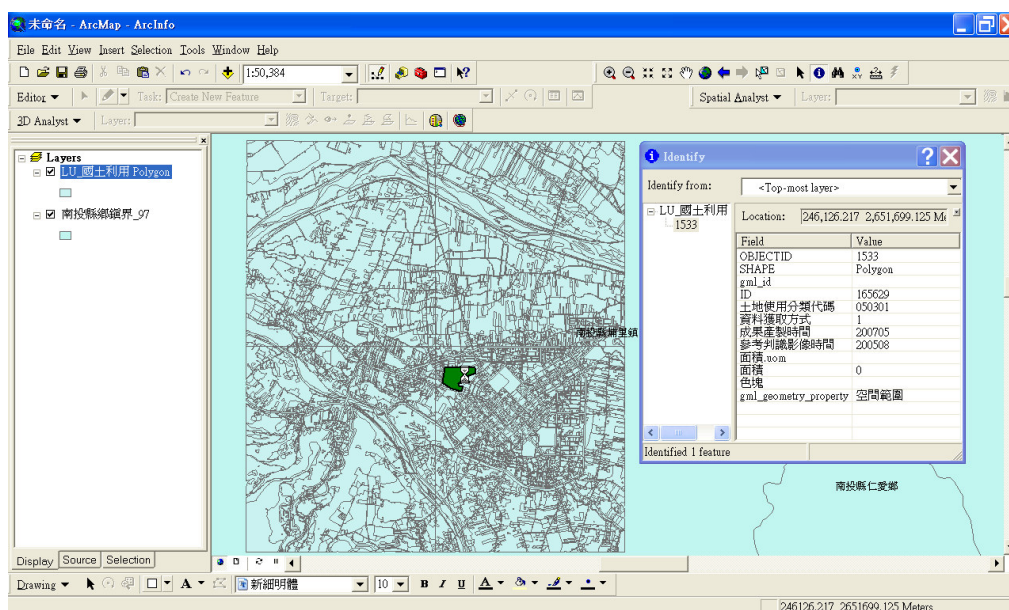 未命名 - ArcMap - ArcInfo
File Edit View Insert Selection Tools Window Help
1:50,384
Editor Task: Create New Feature Target: Spatial Analyst Layer:
3D Analyst Layer:
Layers
LU_國土利用 Polygon
南投縣鄉鎮界_97
南投縣埔里鎮
南投縣仁愛鄉
Identify
Identify from: <Top-most layer>
LU_國土利用
1533
Location: 246,126.217 2,651,699.125 Me
Field Value
OBJECTID 1533
SHAPE Polygon
gml_id
ID 165629
土地使用分類代碼 050301
資料獲取方式 1
成果產製時間 200705
參考判識影像時間 200508
面積.uom
面積 0
色塊
gml_geometry_property 空間範圍
Identified 1 feature
Display Source Selection
Drawing A 新細明體 10 B I U A
246126.217 2651699.125 Meters